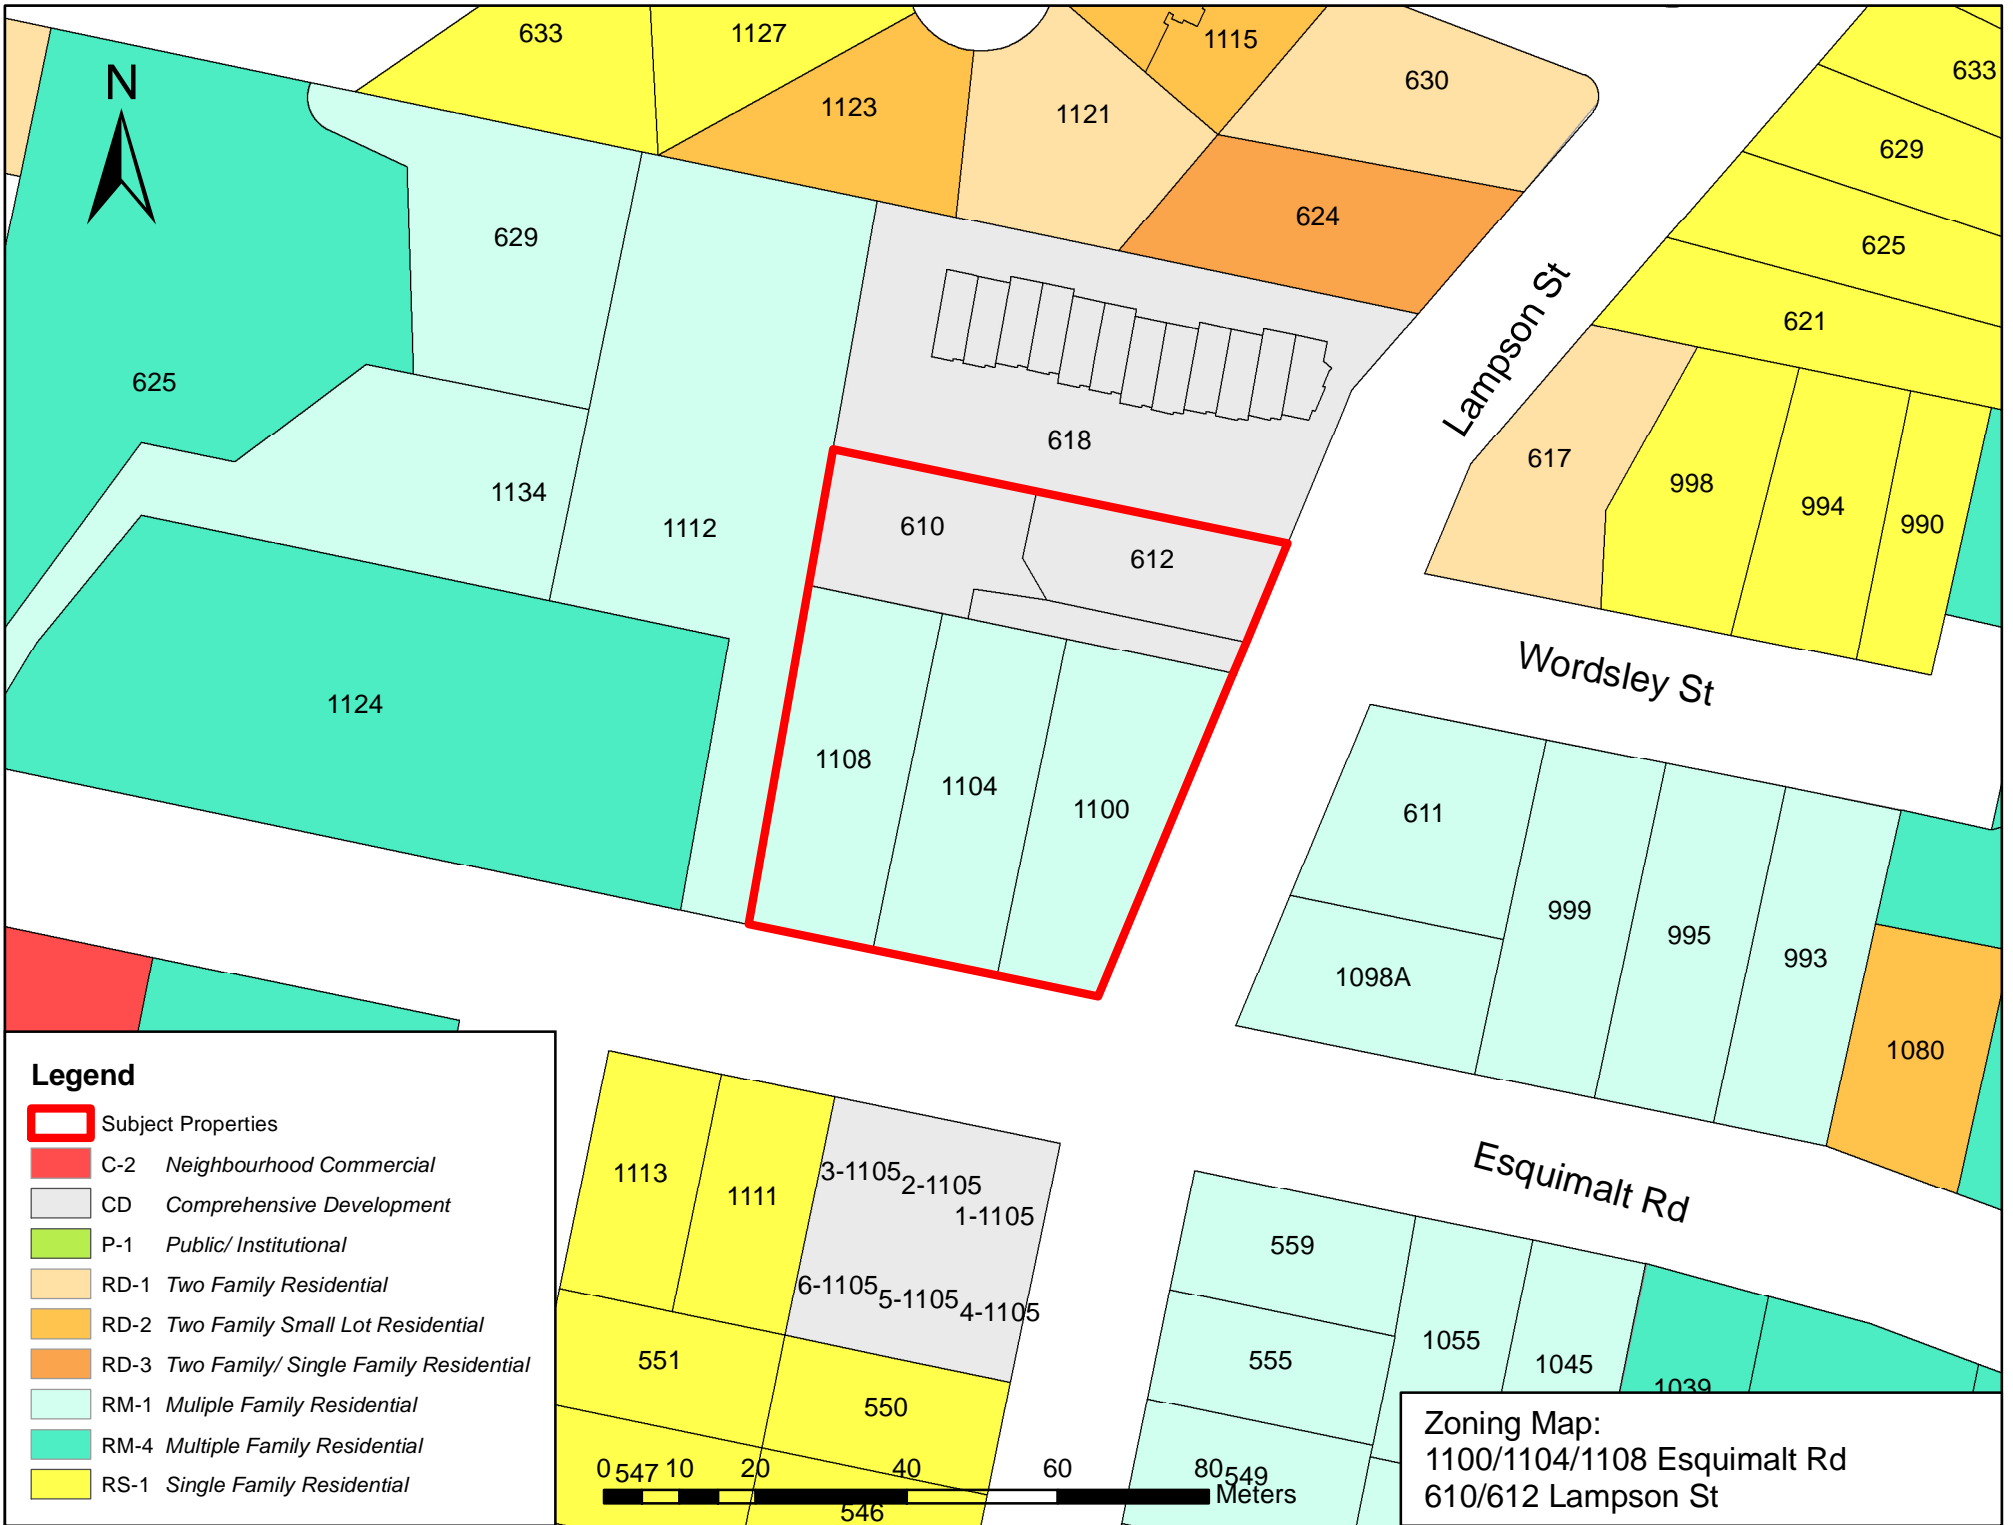 633
1127
1115
633
N
1123
1121
630
629
624
629
625
Lampson St
621
625
618
617
998
994
990
1134
1112
610
612
Wordsley St
1124
1108
1104
1100
611
999
995
993
1098A
1080
Esquimalt Rd
1113
1111
3-1105
2-1105
1-1105
6-1105
5-1105
4-1105
559
555
1055
1045
1039
551
550
547
546
549
0 10 20 40 60 80
Meters
Legend
Subject Properties
C-2 Neighbourhood Commercial
CD Comprehensive Development
P-1 Public/ Institutional
RD-1 Two Family Residential
RD-2 Two Family Small Lot Residential
RD-3 Two Family/ Single Family Residential
RM-1 Muliple Family Residential
RM-4 Multiple Family Residential
RS-1 Single Family Residential
Zoning Map:
1100/1104/1108 Esquimalt Rd
610/612 Lampson St